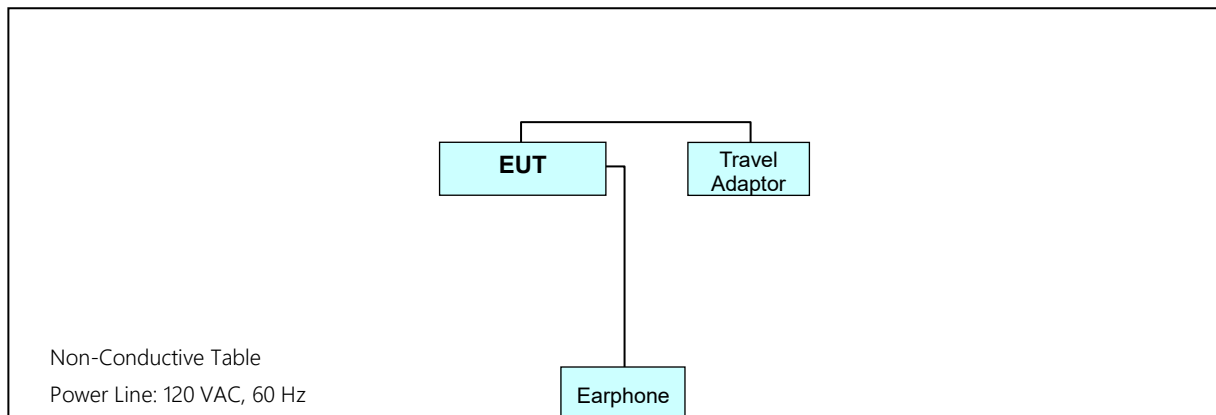 EUT
Travel
Adaptor
Non-Conductive Table
Power Line: 120 VAC, 60 Hz
Earphone